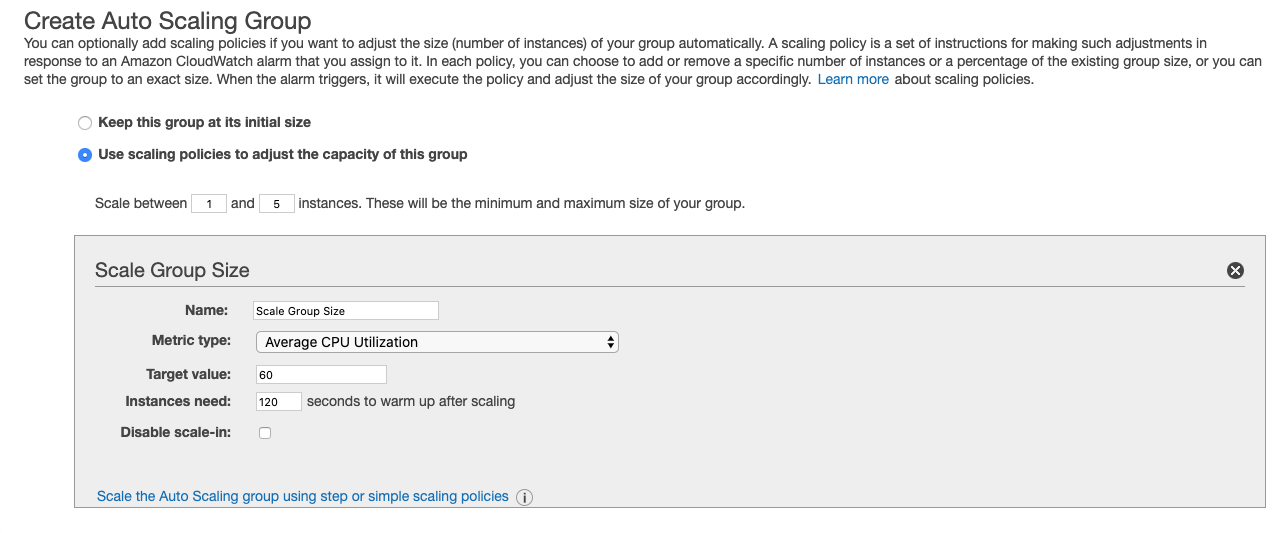 Create Auto Scaling Group
You can optionally add scaling policies if you want to adjust the size (number of instances) of your group automatically. A scaling policy is a set of instructions for making such adjustments in
response to an Amazon CloudWatch alarm that you assign to it. In each policy, you can choose to add or remove a specific number of instances or a percentage of the existing group size, or you can
set the group to an exact size. When the alarm triggers, it will execute the policy and adjust the size of your group accordingly. Learn more about scaling policies.
Keep this group at its initial size
Use scaling policies to adjust the capacity of this group
Scale between 1 and 5 instances. These will be the minimum and maximum size of your group.
Scale Group Size
Name: Scale Group Size
Metric type: Average CPU Utilization
Target value: 60
Instances need: 120 seconds to warm up after scaling
Disable scale-in:
Scale the Auto Scaling group using step or simple scaling policies i